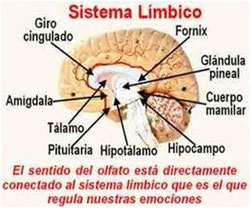 Sistema Límbico
Giro
cingulado
Fornix
Glándula
pineal
Amigdala
Cuerpo
mamilar
Tálamo
Pituitaria
Hipotálamo
Hipocampo
El sentido del olfato está directamente
conectado al sistema límbico que es el que
regula nuestras emociones